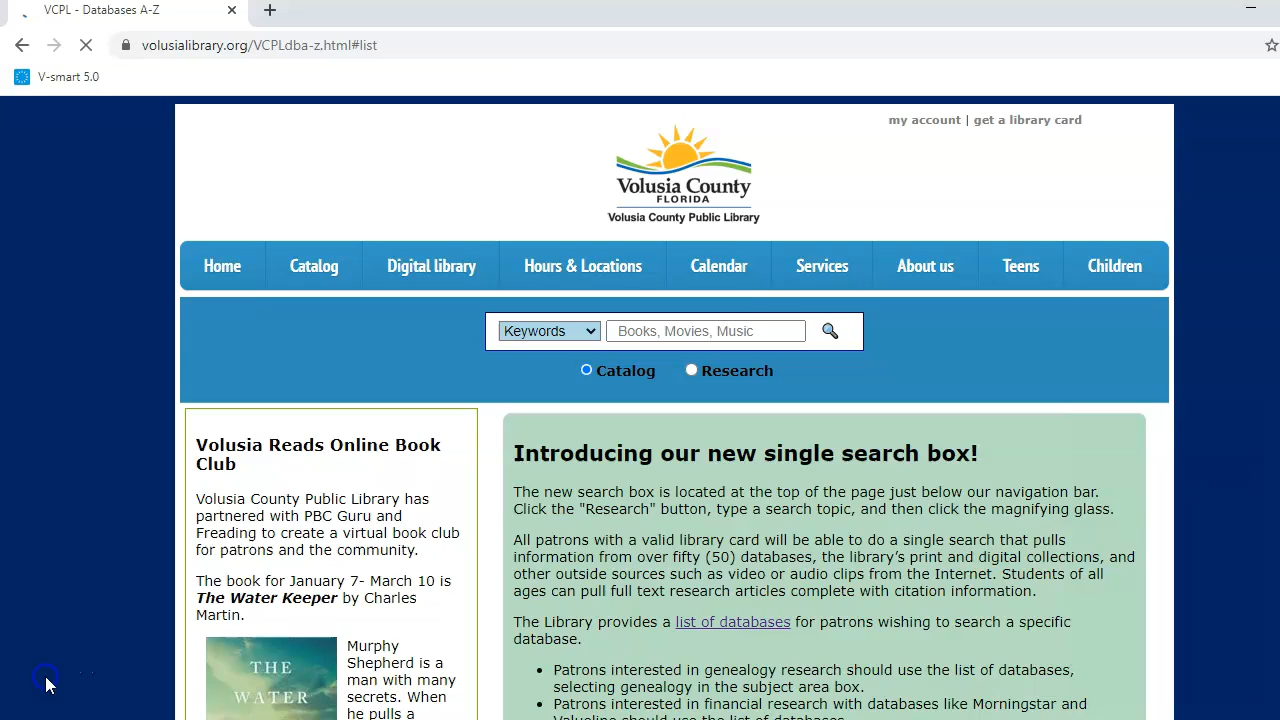 VCPL - Databases A-Z
volusialibrary.org/VCPLdba-z.html#list
V-smart 5.0
my account | get a library card
Volusia County
FLORIDA
Volusia County Public Library
Home Catalog Digital library Hours & Locations Calendar Services About us Teens Children
Keywords Books, Movies, Music
Catalog Research
Volusia Reads Online Book
Club
Volusia County Public Library has
partnered with PBC Guru and
Freading to create a virtual book club
for patrons and the community.
The book for January 7- March 10 is
The Water Keeper by Charles
Martin.
THE
WATER
Murphy
Shepherd is a
man with many
secrets. When
he pulls a
Introducing our new single search box!
The new search box is located at the top of the page just below our navigation bar.
Click the "Research" button, type a search topic, and then click the magnifying glass.
All patrons with a valid library card will be able to do a single search that pulls
information from over fifty (50) databases, the library’s print and digital collections, and
other outside sources such as video or audio clips from the Internet. Students of all
ages can pull full text research articles complete with citation information.
The Library provides a list of databases for patrons wishing to search a specific
database.
• Patrons interested in genealogy research should use the list of databases,
selecting genealogy in the subject area box.
• Patrons interested in financial research with databases like Morningstar and
Valueline should use the list of databases.